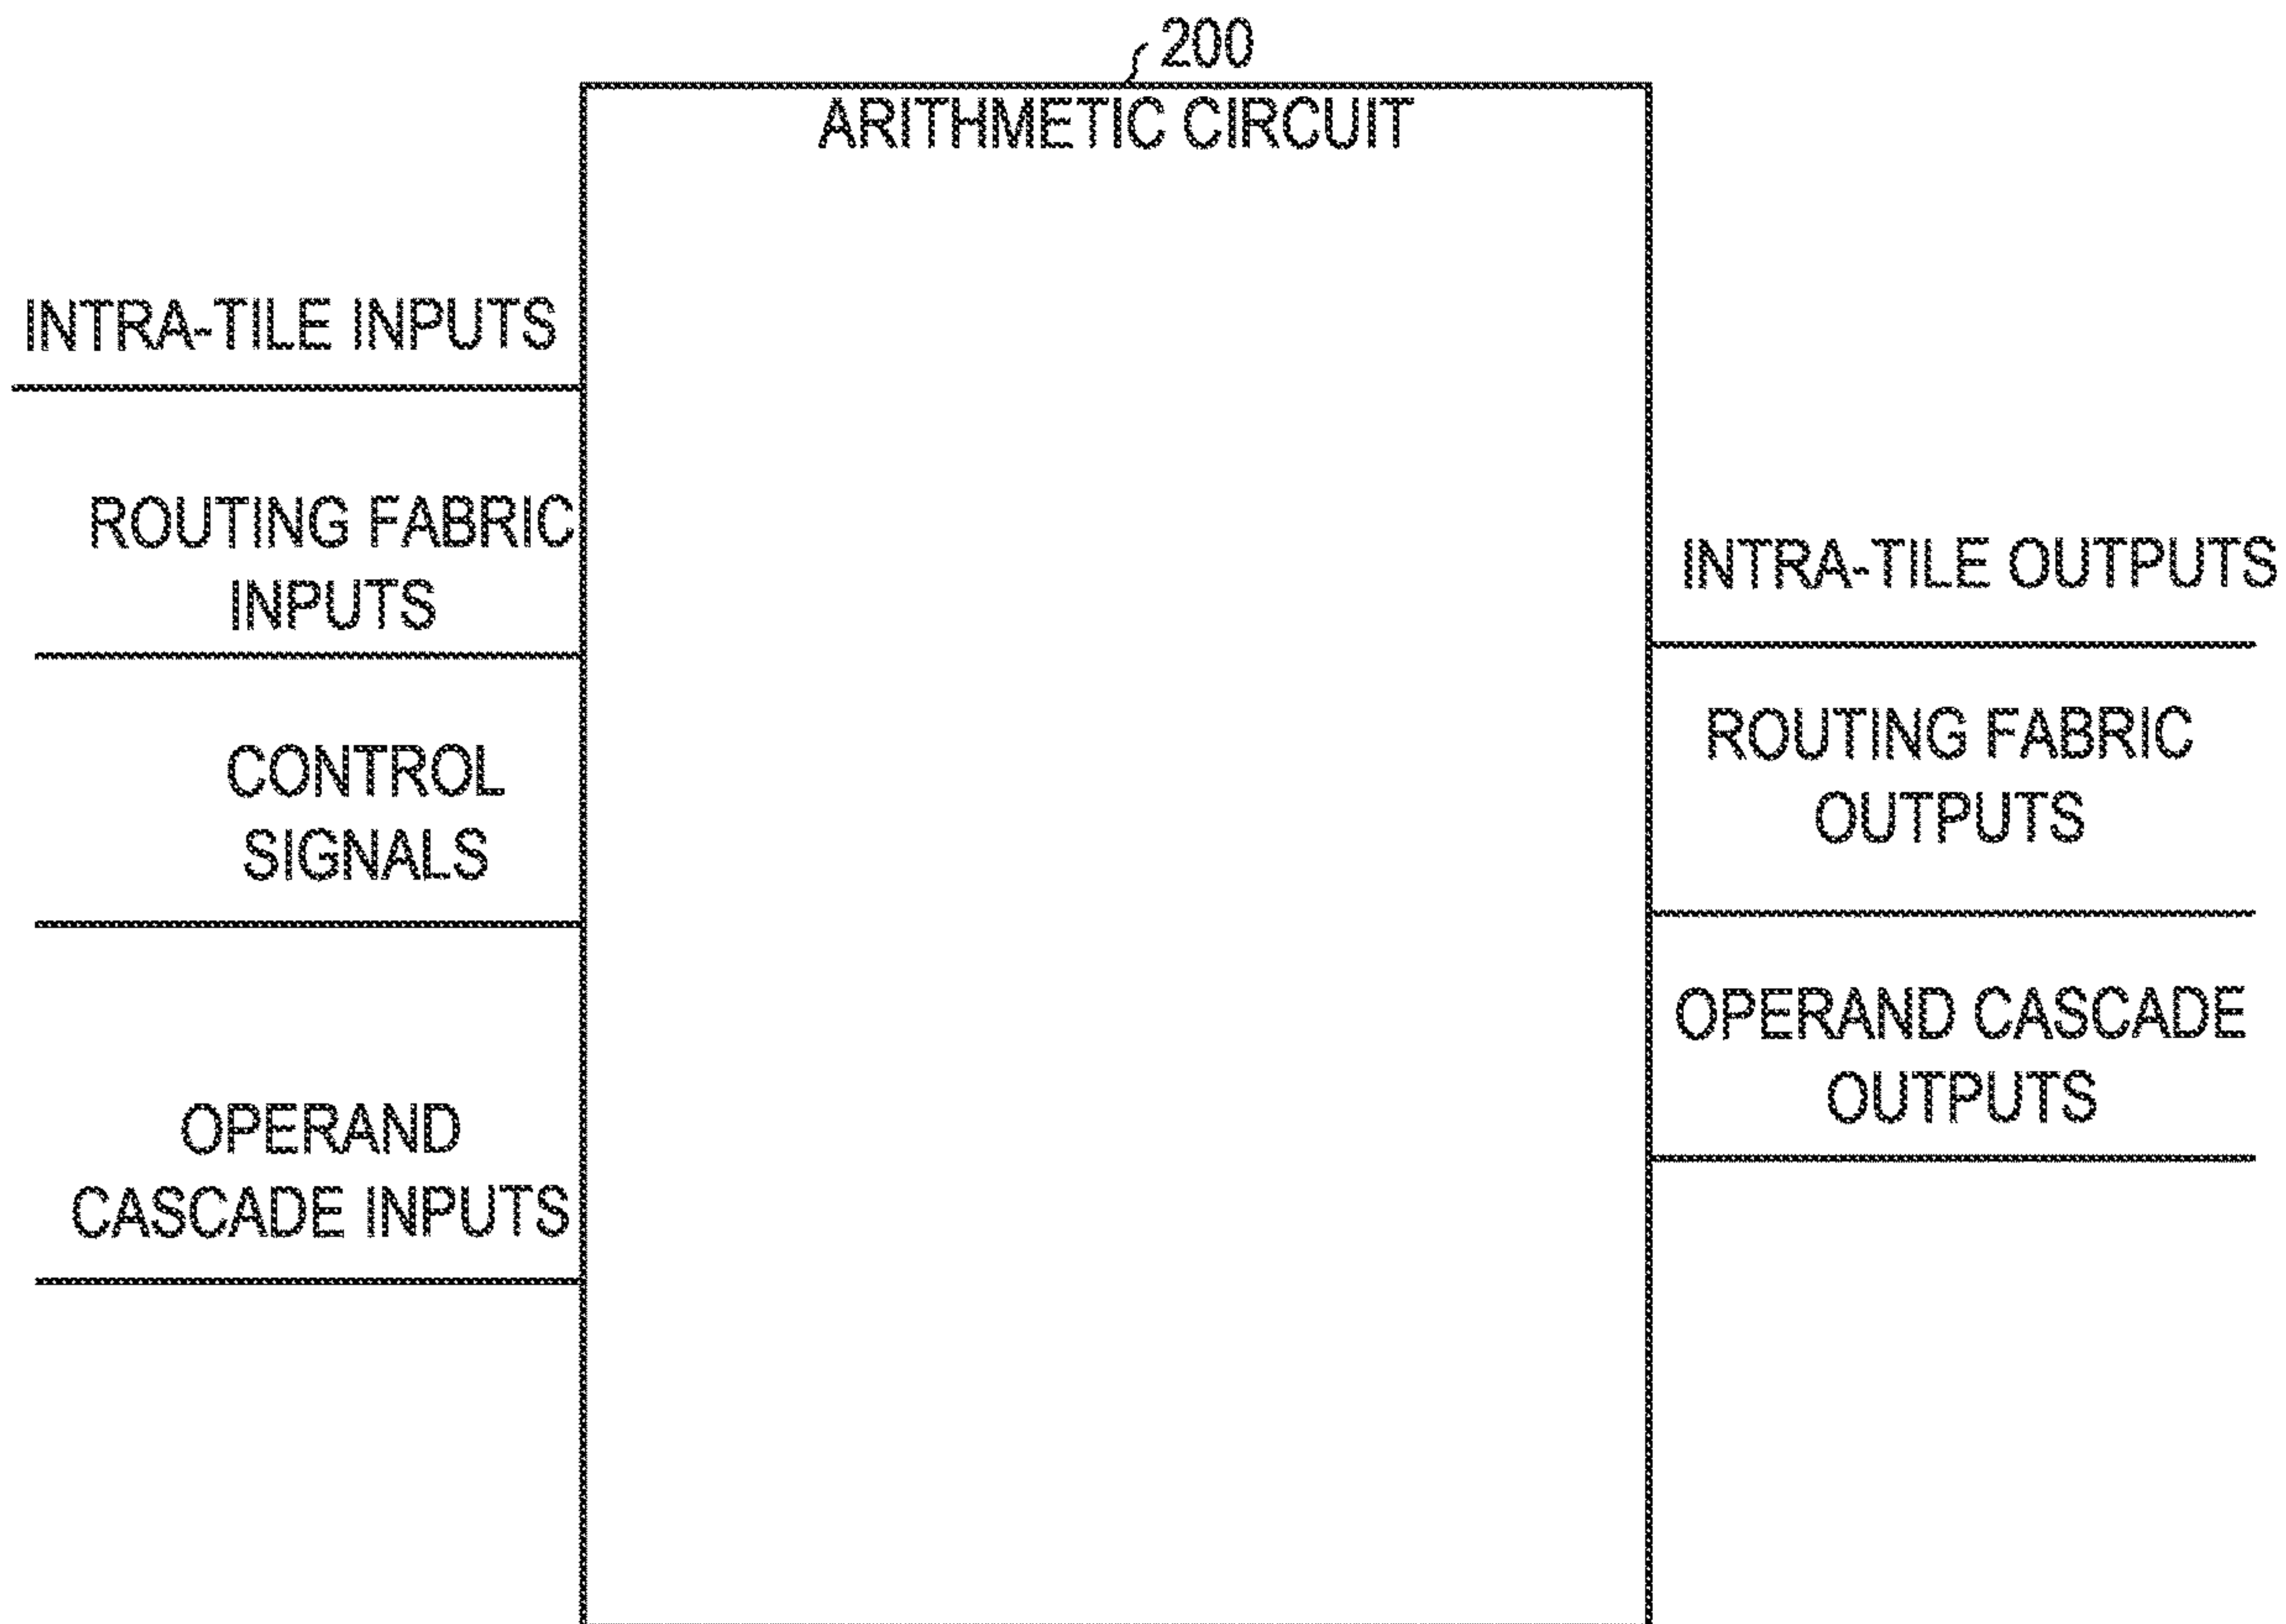 200
ARITHMETIC CIRCUIT
INTRA-TILE INPUTS
ROUTING FABRIC
INPUTS
CONTROL
SIGNALS
OPERAND
CASCADE INPUTS
INTRA-TILE OUTPUTS
ROUTING FABRIC
OUTPUTS
OPERAND CASCADE
OUTPUTS